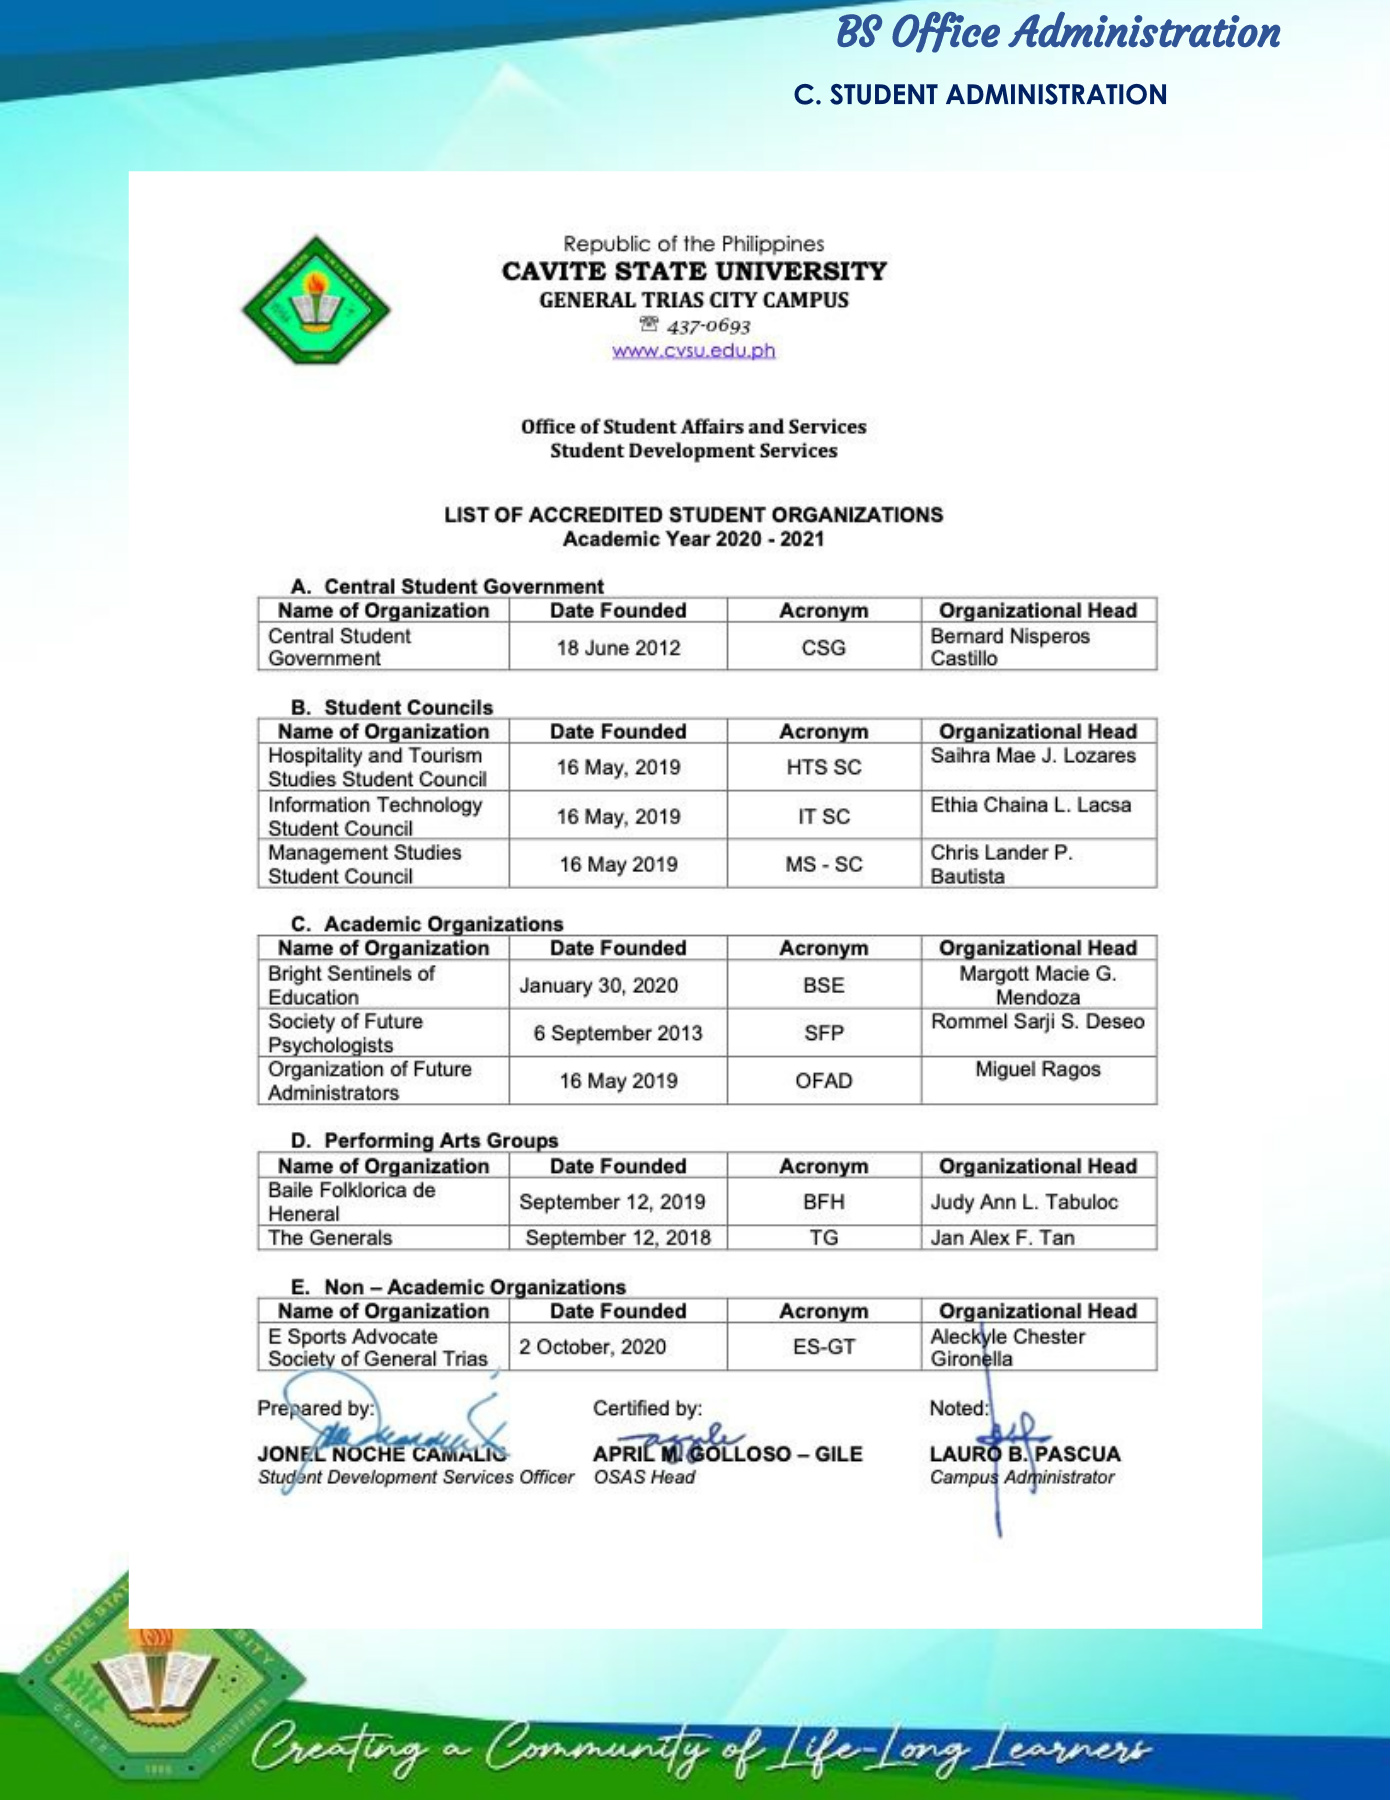 BS Office Administration
C. STUDENT ADMINISTRATION
Republic of the Philippines
CAVITE STATE UNIVERSITY
GENERAL TRIAS CITY CAMPUS
☏ 437-0693
www.cvsu.edu.ph
Office of Student Affairs and Services
Student Development Services
LIST OF ACCREDITED STUDENT ORGANIZATIONS
Academic Year 2020 - 2021
A. Central Student Government
Name of Organization Date Founded Acronym Organizational Head
Central Student Government 18 June 2012 CSG Bernard Nisperos Castillo
B. Student Councils
Name of Organization Date Founded Acronym Organizational Head
Hospitality and Tourism Studies Student Council 16 May, 2019 HTS SC Saihra Mae J. Lozares
Information Technology Student Council 16 May, 2019 IT SC Ethia Chaina L. Lacsa
Management Studies Student Council 16 May 2019 MS - SC Chris Lander P. Bautista
C. Academic Organizations
Name of Organization Date Founded Acronym Organizational Head
Bright Sentinels of Education January 30, 2020 BSE Margott Macie G. Mendoza
Society of Future Psychologists 6 September 2013 SFP Rommel Sarji S. Deseo
Organization of Future Administrators 16 May 2019 OFAD Miguel Ragos
D. Performing Arts Groups
Name of Organization Date Founded Acronym Organizational Head
Baile Folklorica de Heneral September 12, 2019 BFH Judy Ann L. Tabuloc
The Generals September 12, 2018 TG Jan Alex F. Tan
E. Non – Academic Organizations
Name of Organization Date Founded Acronym Organizational Head
E Sports Advocate Society of General Trias 2 October, 2020 ES-GT Aleckyle Chester Gironella
Prepared by: Certified by: Noted:
JONEL NOCHE CAMALIG APRIL M. GOLLOSO – GILE LAURO B. PASCUA
Student Development Services Officer OSAS Head Campus Administrator
CAVITE STATE
Creating a Community of Life-Long Learners